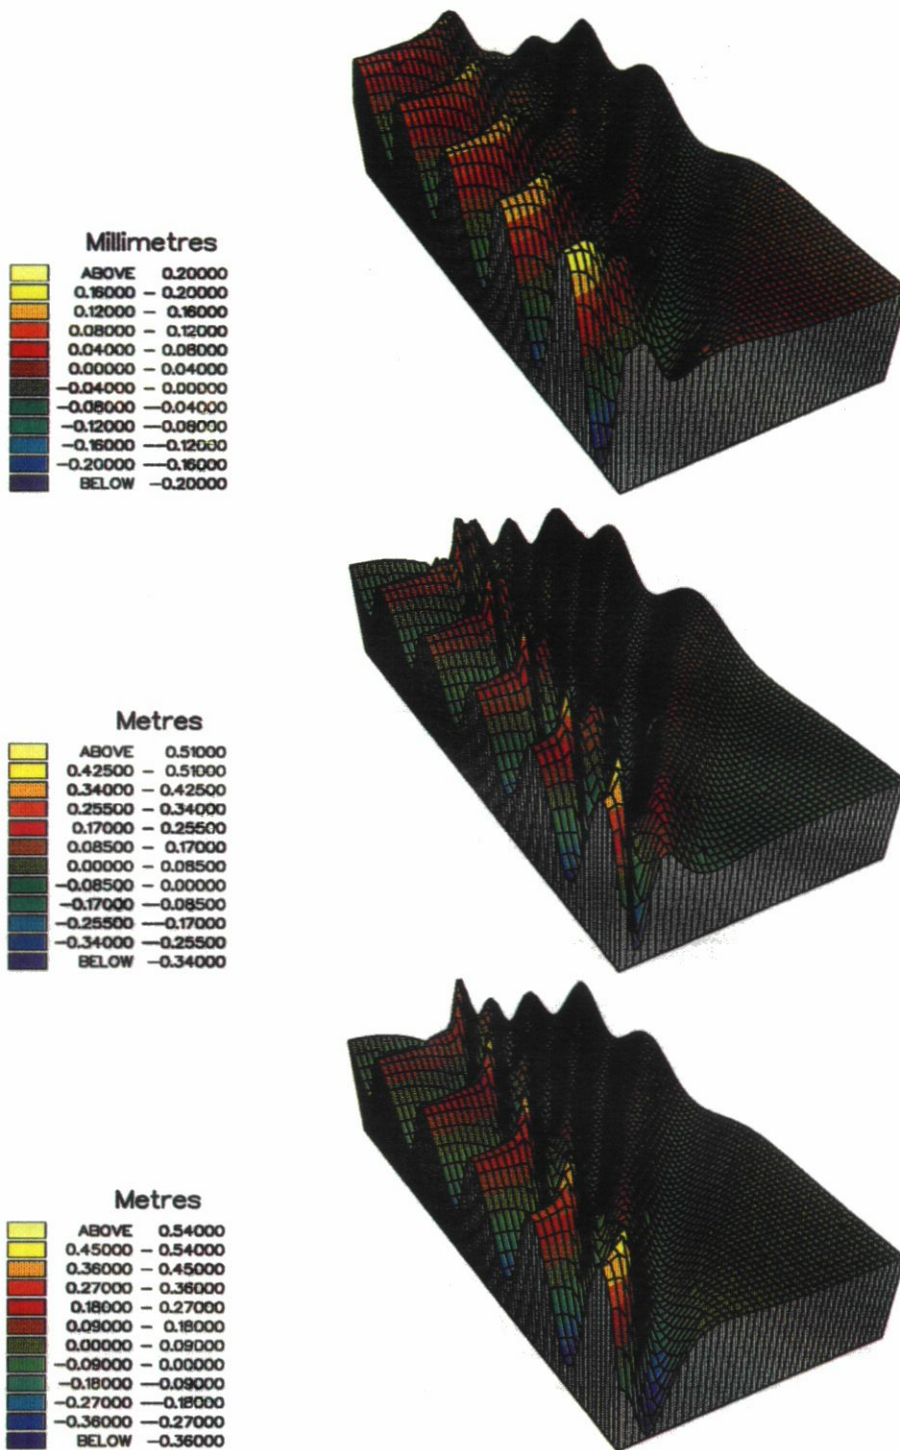 Millimetres
ABOVE 0.20000
0.16000 - 0.20000
0.12000 - 0.16000
0.08000 - 0.12000
0.04000 - 0.08000
0.00000 - 0.04000
-0.04000 - 0.00000
-0.08000 --0.04000
-0.12000 --0.08000
-0.16000 --0.12000
-0.20000 --0.16000
BELOW -0.20000
Metres
ABOVE 0.51000
0.42500 - 0.51000
0.34000 - 0.42500
0.25500 - 0.34000
0.17000 - 0.25500
0.08500 - 0.17000
0.00000 - 0.08500
-0.08500 - 0.00000
-0.17000 --0.08500
-0.25500 --0.17000
-0.34000 --0.25500
BELOW -0.34000
Metres
ABOVE 0.54000
0.45000 - 0.54000
0.36000 - 0.45000
0.27000 - 0.36000
0.18000 - 0.27000
0.09000 - 0.18000
0.00000 - 0.09000
-0.09000 - 0.00000
-0.18000 --0.09000
-0.27000 --0.18000
-0.36000 --0.27000
BELOW -0.36000